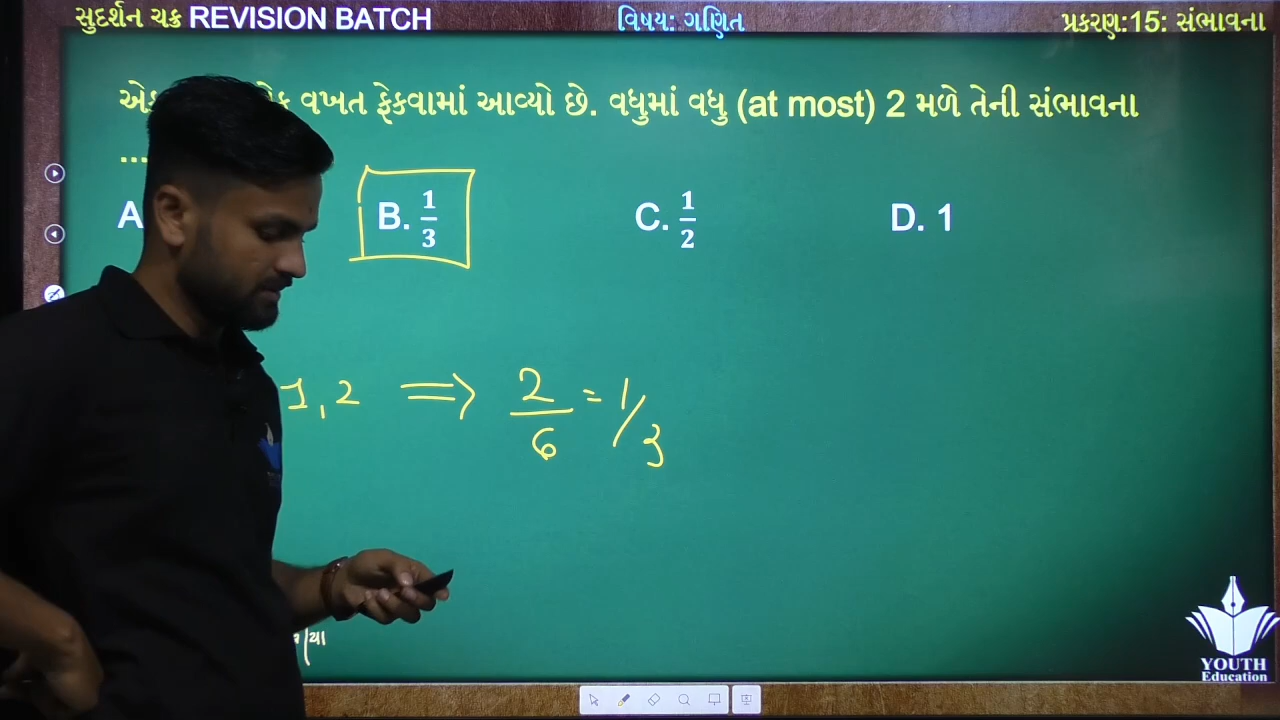 સુદર્શન ચક્ર REVISION BATCH
વિષય: ગણિત
પ્રકરણ:15: સંભાવના
વખત ફેંકવામાં આવ્યો છે. વધુમાં વધુ (at most) 2 મળે તેની સંભાવના
...
A
B. 1/3
C. 1/2
D. 1
1, 2 ⇒ 2/6 = 1/3
YOUTH
Education